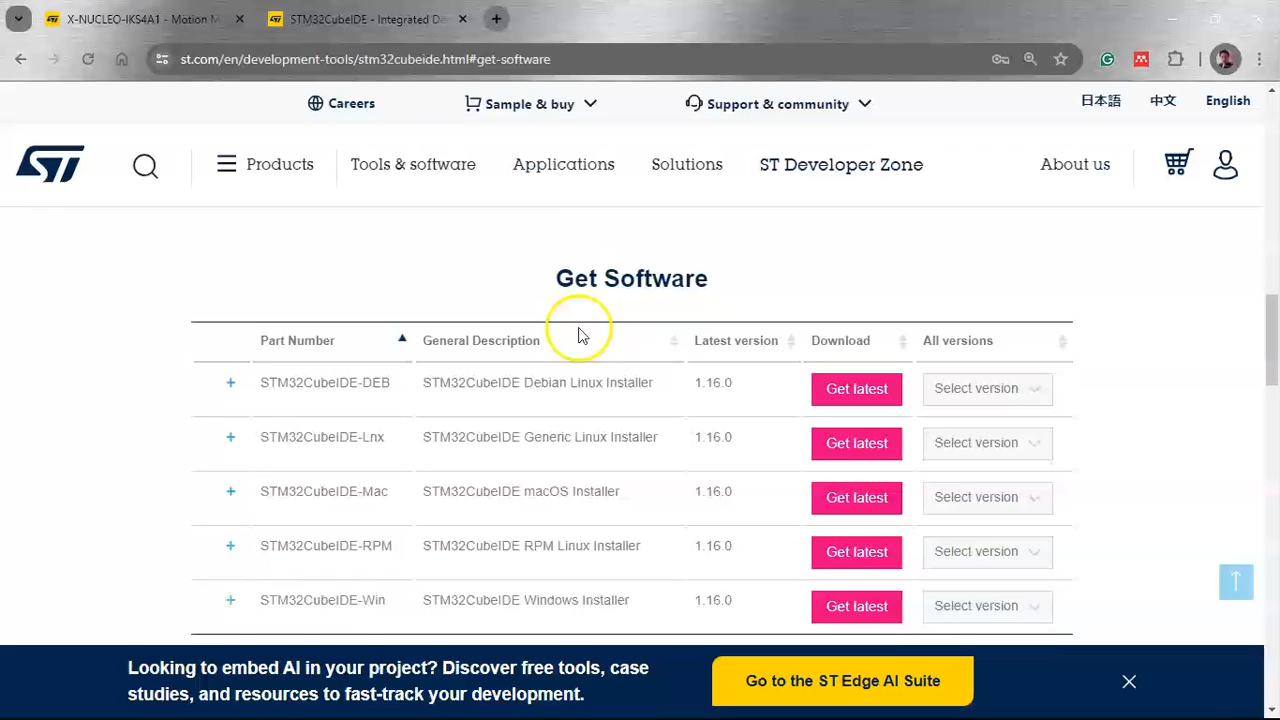 X-NUCLEO-IKS4A1 - Motion M
STM32CubeIDE - Integrated De
st.com/en/development-tools/stm32cubeide.html#get-software
Careers
Sample & buy
Support & community
日本語
中文
English
ST
Products
Tools & software
Applications
Solutions
ST Developer Zone
About us
Get Software
Part Number General Description Latest version Download All versions
+ STM32CubeIDE-DEB STM32CubeIDE Debian Linux Installer 1.16.0 Get latest Select version
+ STM32CubeIDE-Lnx STM32CubeIDE Generic Linux Installer 1.16.0 Get latest Select version
+ STM32CubeIDE-Mac STM32CubeIDE macOS Installer 1.16.0 Get latest Select version
+ STM32CubeIDE-RPM STM32CubeIDE RPM Linux Installer 1.16.0 Get latest Select version
+ STM32CubeIDE-Win STM32CubeIDE Windows Installer 1.16.0 Get latest Select version
Looking to embed AI in your project? Discover free tools, case
studies, and resources to fast-track your development.
Go to the ST Edge AI Suite